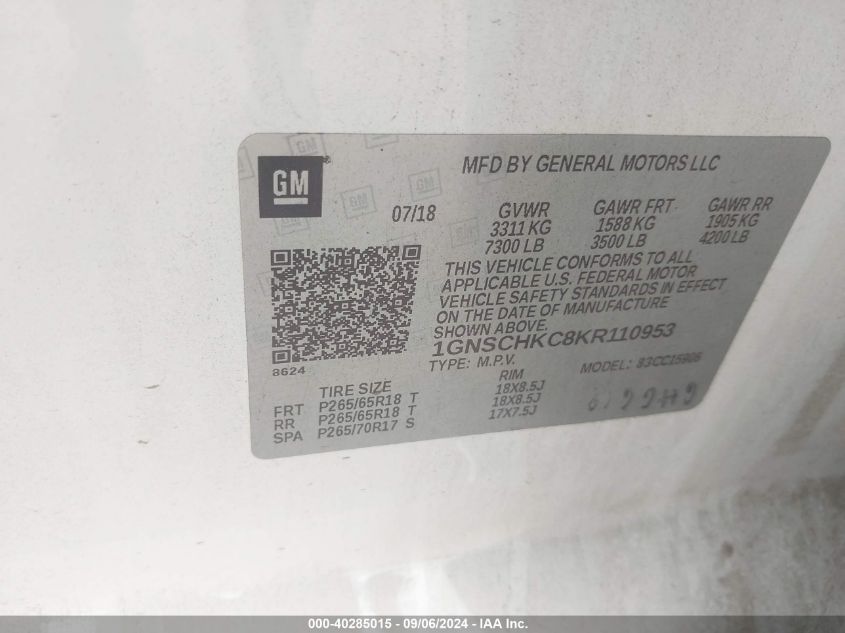 GM
MFD BY GENERAL MOTORS LLC
07/18
GVWR GAWR FRT GAWR RR
3311 KG 1588 KG 1905 KG
7300 LB 3500 LB 4200 LB
THIS VEHICLE CONFORMS TO ALL
APPLICABLE U.S. FEDERAL MOTOR
VEHICLE SAFETY STANDARDS IN EFFECT
ON THE DATE OF MANUFACTURE
SHOWN ABOVE.
1GNSCHKC8KR110953
8624
TYPE: M.P.V. MODEL: 83CC15906
TIRE SIZE RIM
FRT P265/65R18 T 18X8.5J
RR P265/65R18 T 18X8.5J
SPA P265/70R17 S 17X7.5J
000-40285015 - 09/06/2024 - IAA Inc.